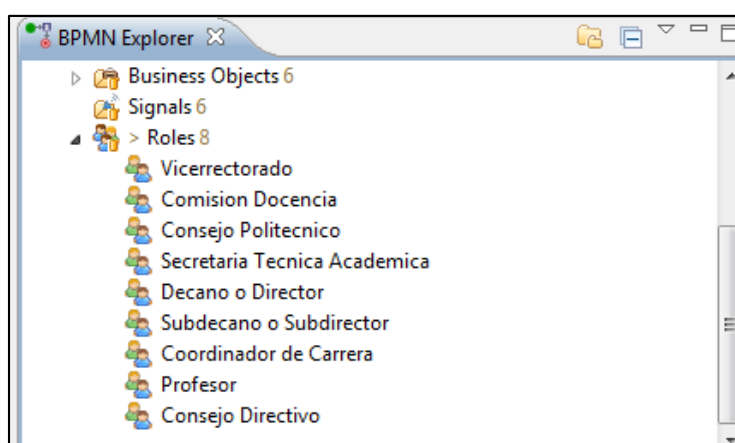 BPMN Explorer
Business Objects 6
Signals 6
> Roles 8
Vicerrectorado
Comision Docencia
Consejo Politecnico
Secretaria Tecnica Academica
Decano o Director
Subdecano o Subdirector
Coordinador de Carrera
Profesor
Consejo Directivo